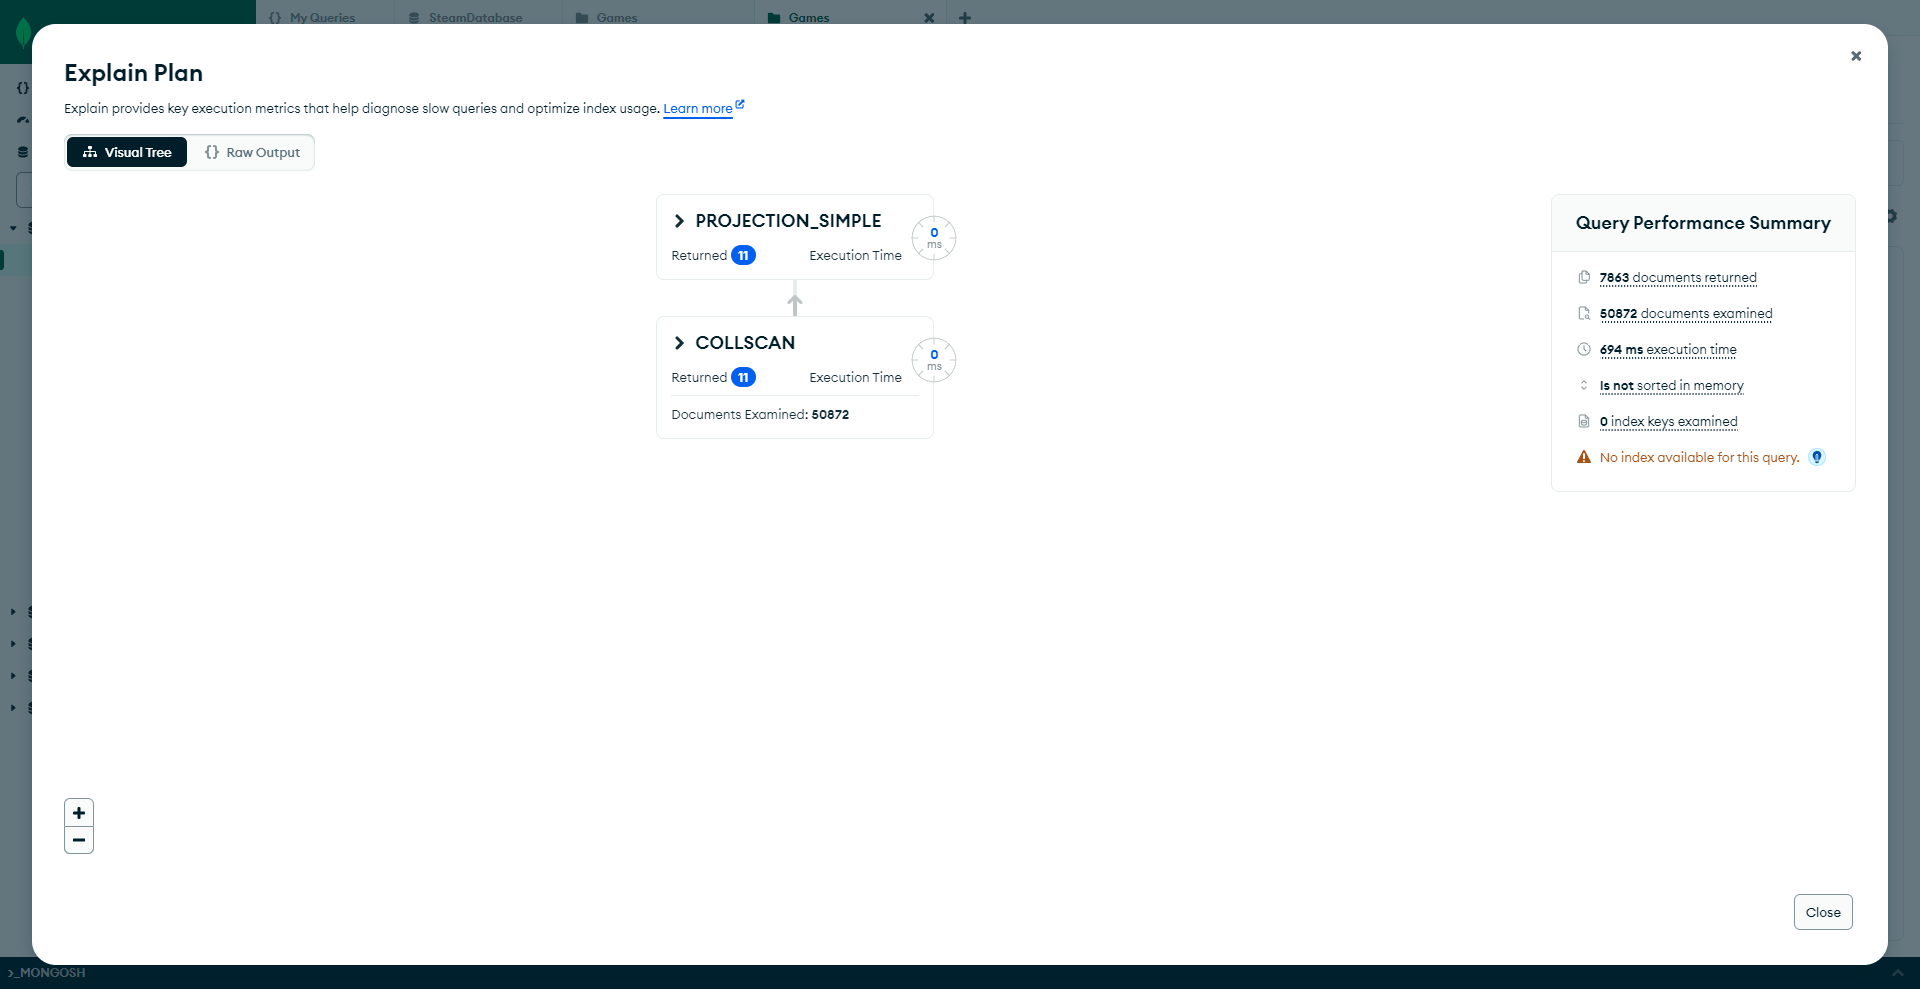 My Queries
SteamDatabase
Games
Games
Explain Plan
Explain provides key execution metrics that help diagnose slow queries and optimize index usage. Learn more
Visual Tree
{} Raw Output
PROJECTION_SIMPLE
Returned 11 Execution Time
0
ms
COLLSCAN
Returned 11 Execution Time
0
ms
Documents Examined: 50872
Query Performance Summary
7863 documents returned
50872 documents examined
694 ms execution time
Is not sorted in memory
0 index keys examined
No index available for this query.
Close
>_MONGOSH